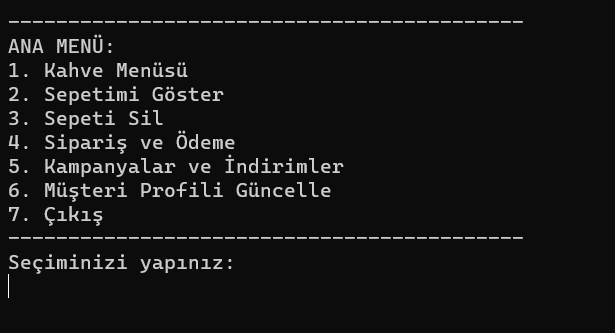 -------------------------------------------
ANA MENÜ:
1. Kahve Menüsü
2. Sepetimi Göster
3. Sepeti Sil
4. Sipariş ve Ödeme
5. Kampanyalar ve İndirimler
6. Müşteri Profili Güncelle
7. Çıkış
-------------------------------------------
Seçiminizi yapınız: